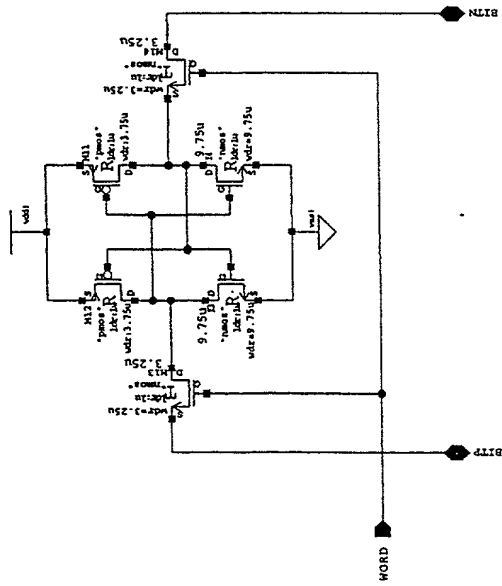 BITN
3.25u
D
M14
"nmos"
ldr:1u
wdr=3.25u
S
G
vdd!
M11
S
"pmos"
R ldr:1u
wdr:3.75u
D
G
9.75u
D
"nmos"
R ldr:1u
wdr=9.75u
S
G
M12
S
"pmos"
R ldr:1u
wdr:3.75u
D
G
9.75u
D
"nmos"
R ldr:1u
wdr=9.75u
S
G
vss!
3.25u
D
M13
"nmos"
ldr:1u
wdr=3.25u
S
G
BITP
WORD